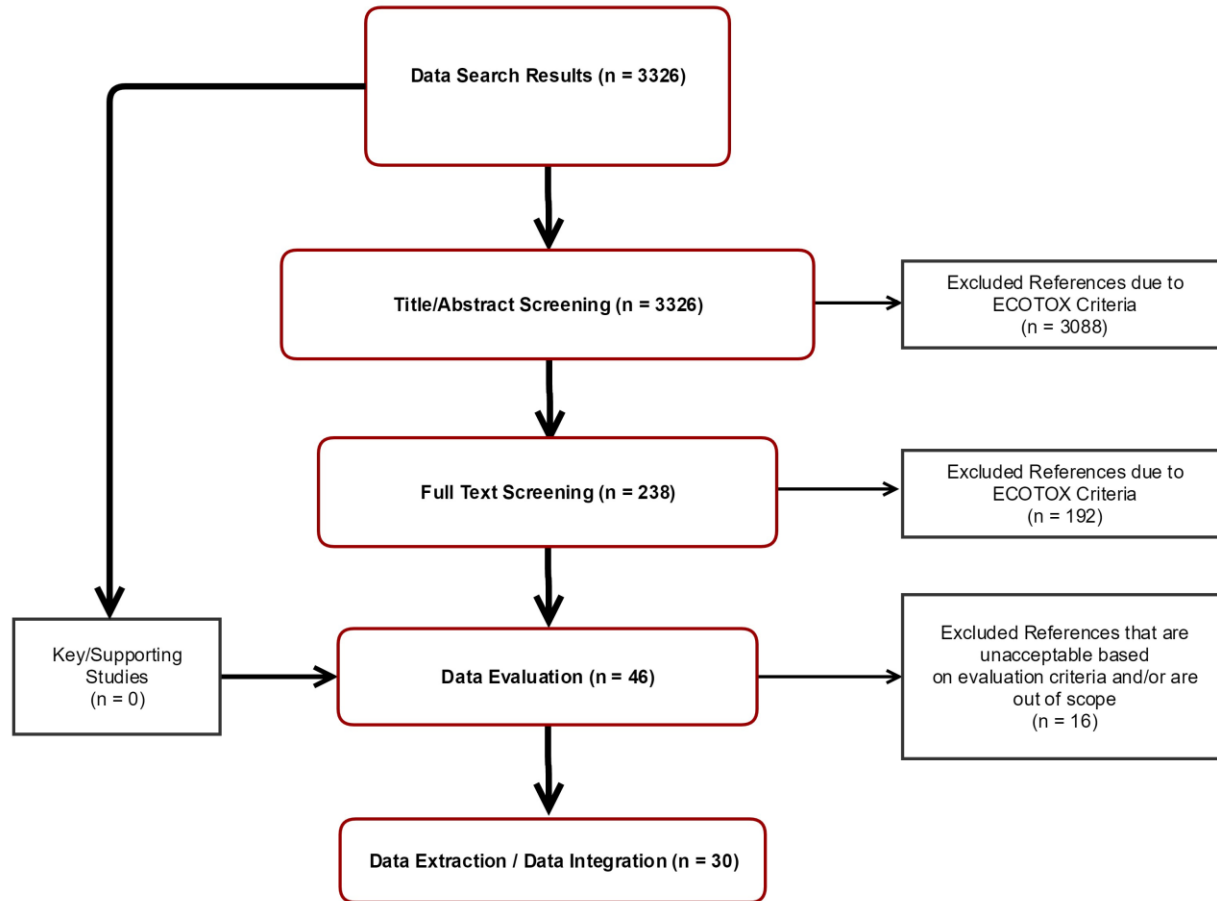 Data Search Results (n = 3326)
Title/Abstract Screening (n = 3326)
Excluded References due to
ECOTOX Criteria
(n = 3088)
Full Text Screening (n = 238)
Excluded References due to
ECOTOX Criteria
(n = 192)
Key/Supporting
Studies
(n = 0)
Data Evaluation (n = 46)
Excluded References that are
unacceptable based
on evaluation criteria and/or are
out of scope
(n = 16)
Data Extraction / Data Integration (n = 30)